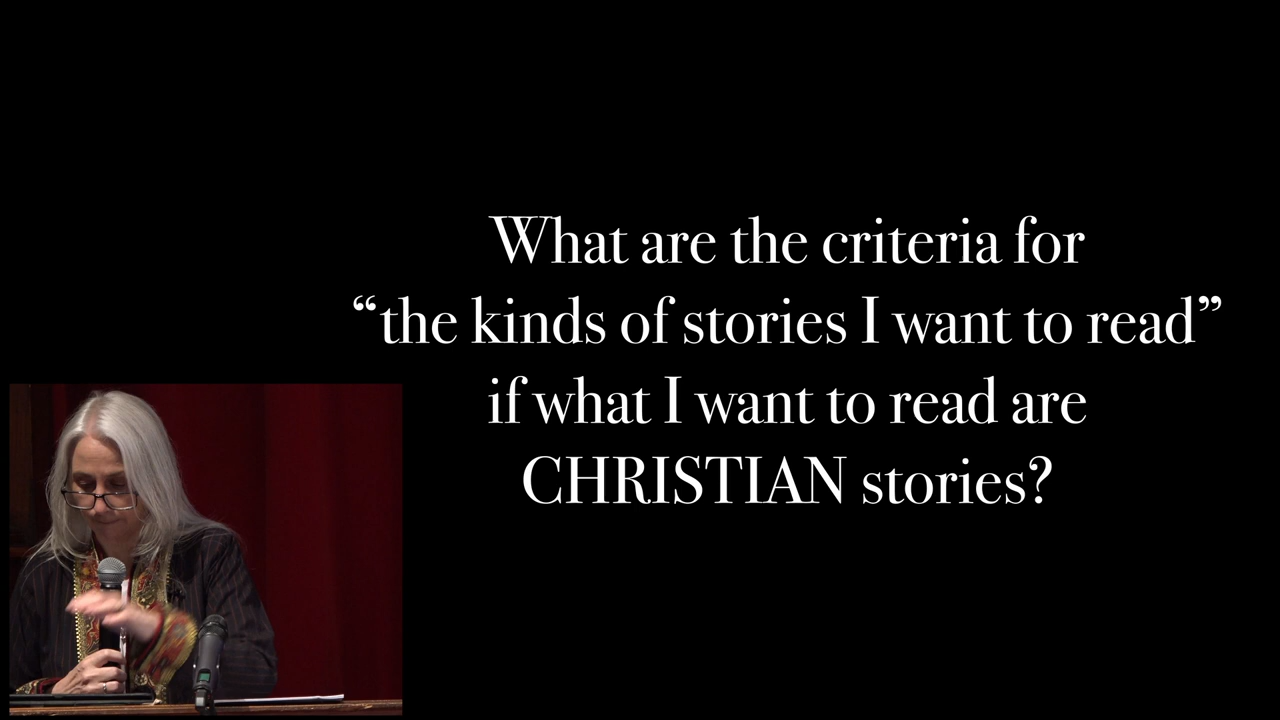 What are the criteria for
“the kinds of stories I want to read”
if what I want to read are
CHRISTIAN stories?